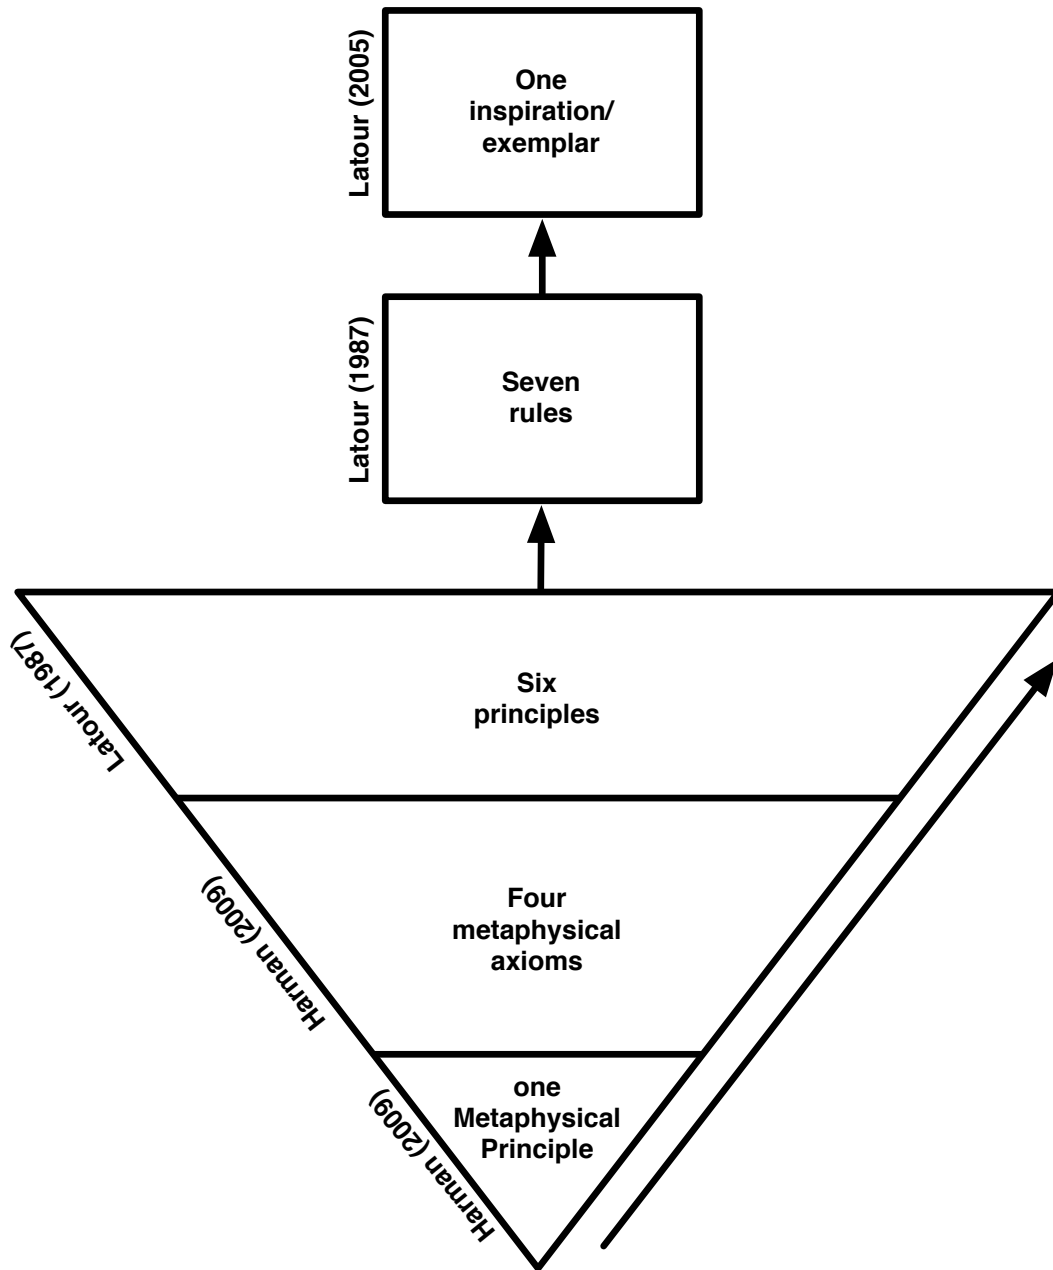 Latour (2005)
One
inspiration/
exemplar
Latour (1987)
Seven
rules
Latour (1987)
Six
principles
Harman (2009)
Four
metaphysical
axioms
Harman (2009)
one
Metaphysical
Principle